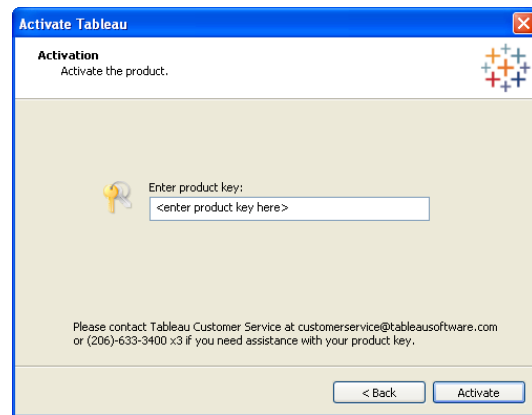 Activate Tableau
Activation
Activate the product.
Enter product key:
<enter product key here>
Please contact Tableau Customer Service at customerservice@tableausoftware.com
or (206)-633-3400 x3 if you need assistance with your product key.
< Back
Activate